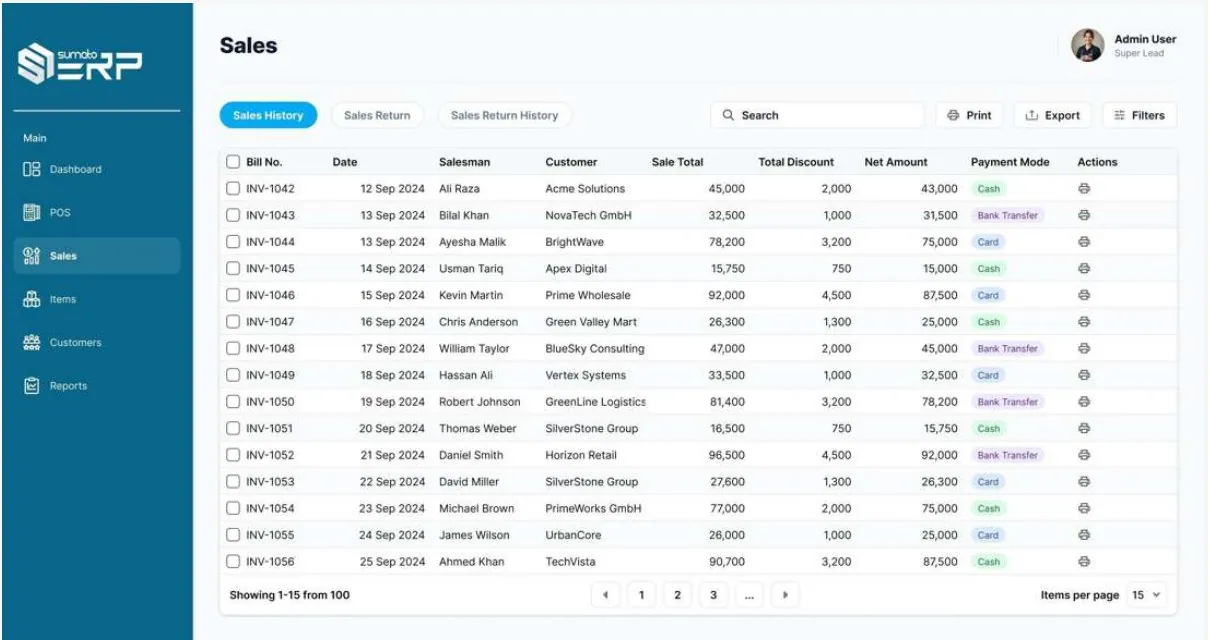 sumato
ERP
Main
Dashboard
POS
Sales
Items
Customers
Reports
Sales
Admin User
Super Lead
Sales History Sales Return Sales Return History Search Print Export Filters
Bill No. Date Salesman Customer Sale Total Total Discount Net Amount Payment Mode Actions
INV-1042 12 Sep 2024 Ali Raza Acme Solutions 45,000 2,000 43,000 Cash
INV-1043 13 Sep 2024 Bilal Khan NovaTech GmbH 32,500 1,000 31,500 Bank Transfer
INV-1044 13 Sep 2024 Ayesha Malik BrightWave 78,200 3,200 75,000 Card
INV-1045 14 Sep 2024 Usman Tariq Apex Digital 15,750 750 15,000 Cash
INV-1046 15 Sep 2024 Kevin Martin Prime Wholesale 92,000 4,500 87,500 Card
INV-1047 16 Sep 2024 Chris Anderson Green Valley Mart 26,300 1,300 25,000 Cash
INV-1048 17 Sep 2024 William Taylor BlueSky Consulting 47,000 2,000 45,000 Bank Transfer
INV-1049 18 Sep 2024 Hassan Ali Vertex Systems 33,500 1,000 32,500 Card
INV-1050 19 Sep 2024 Robert Johnson GreenLine Logistics 81,400 3,200 78,200 Bank Transfer
INV-1051 20 Sep 2024 Thomas Weber SilverStone Group 16,500 750 15,750 Cash
INV-1052 21 Sep 2024 Daniel Smith Horizon Retail 96,500 4,500 92,000 Bank Transfer
INV-1053 22 Sep 2024 David Miller SilverStone Group 27,600 1,300 26,300 Card
INV-1054 23 Sep 2024 Michael Brown PrimeWorks GmbH 77,000 2,000 75,000 Cash
INV-1055 24 Sep 2024 James Wilson UrbanCore 26,000 1,000 25,000 Card
INV-1056 25 Sep 2024 Ahmed Khan TechVista 90,700 3,200 87,500 Cash
Showing 1-15 from 100 1 2 3 ... Items per page 15